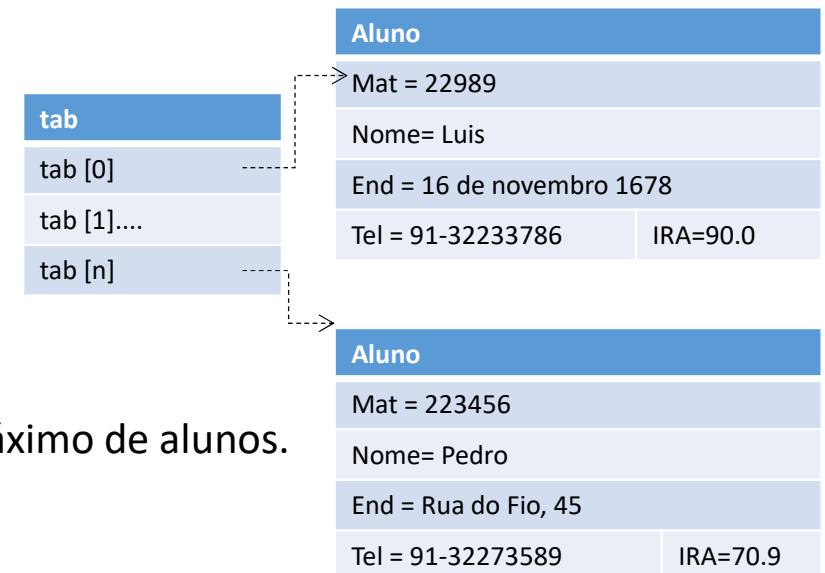 Aluno
Mat = 22989
Nome= Luis
End = 16 de novembro 1678
Tel = 91-32233786 IRA=90.0
tab
tab [0]
tab [1]....
tab [n]
Aluno
Mat = 223456
Nome= Pedro
End = Rua do Fio, 45
Tel = 91-32273589 IRA=70.9
de alunos.